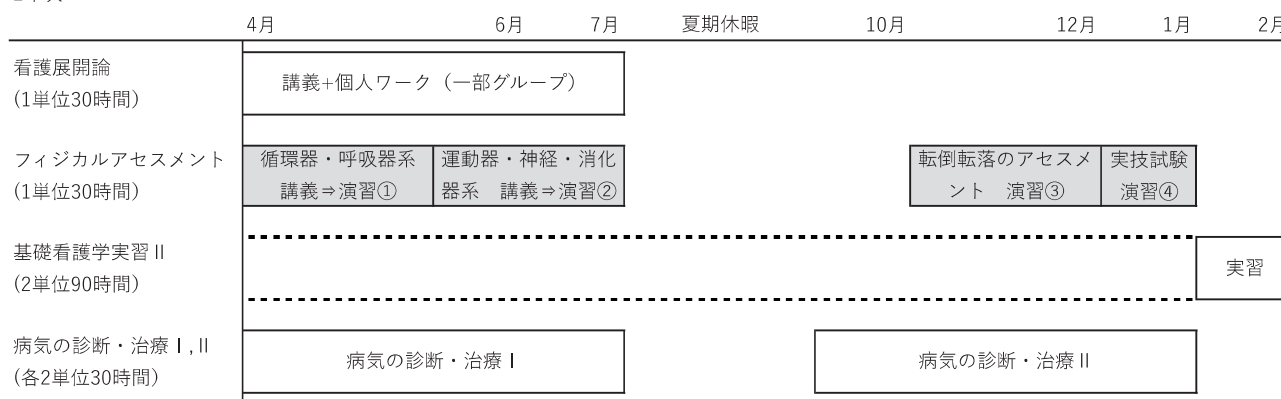 4月 6月 7月 夏期休暇 10月 12月 1月 2月
看護展開論
(1単位30時間)
講義+個人ワーク（一部グループ）
フィジカルアセスメント
(1単位30時間)
循環器・呼吸器系
講義⇒演習①
運動器・神経・消化
器系　講義⇒演習②
転倒転落のアセスメ
ント　演習③
実技試験
演習④
基礎看護学実習Ⅱ
(2単位90時間)
実習
病気の診断・治療Ⅰ,Ⅱ
(各2単位30時間)
病気の診断・治療Ⅰ
病気の診断・治療Ⅱ